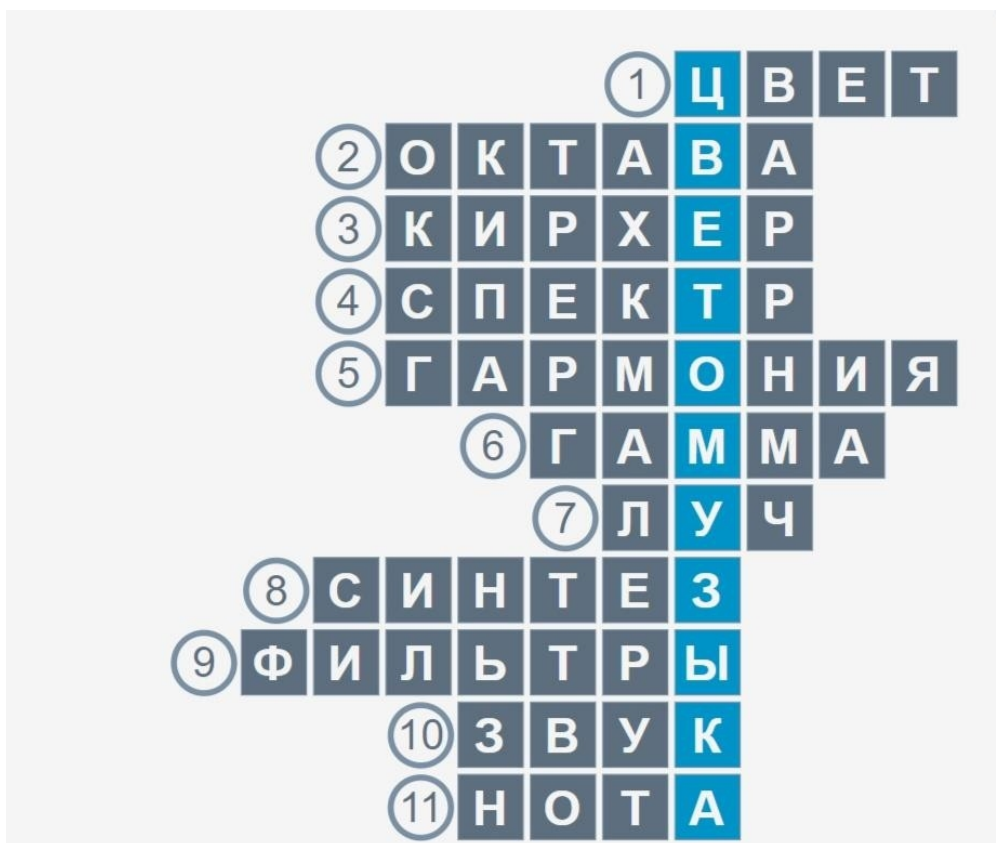 1 ЦВЕТ
2 ОКТАВА
3 КИРХЕР
4 СПЕКТР
5 ГАРМОНИЯ
6 ГАММА
7 ЛУЧ
8 СИНТЕЗ
9 ФИЛЬТРЫ
10 ЗВУК
11 НОТА